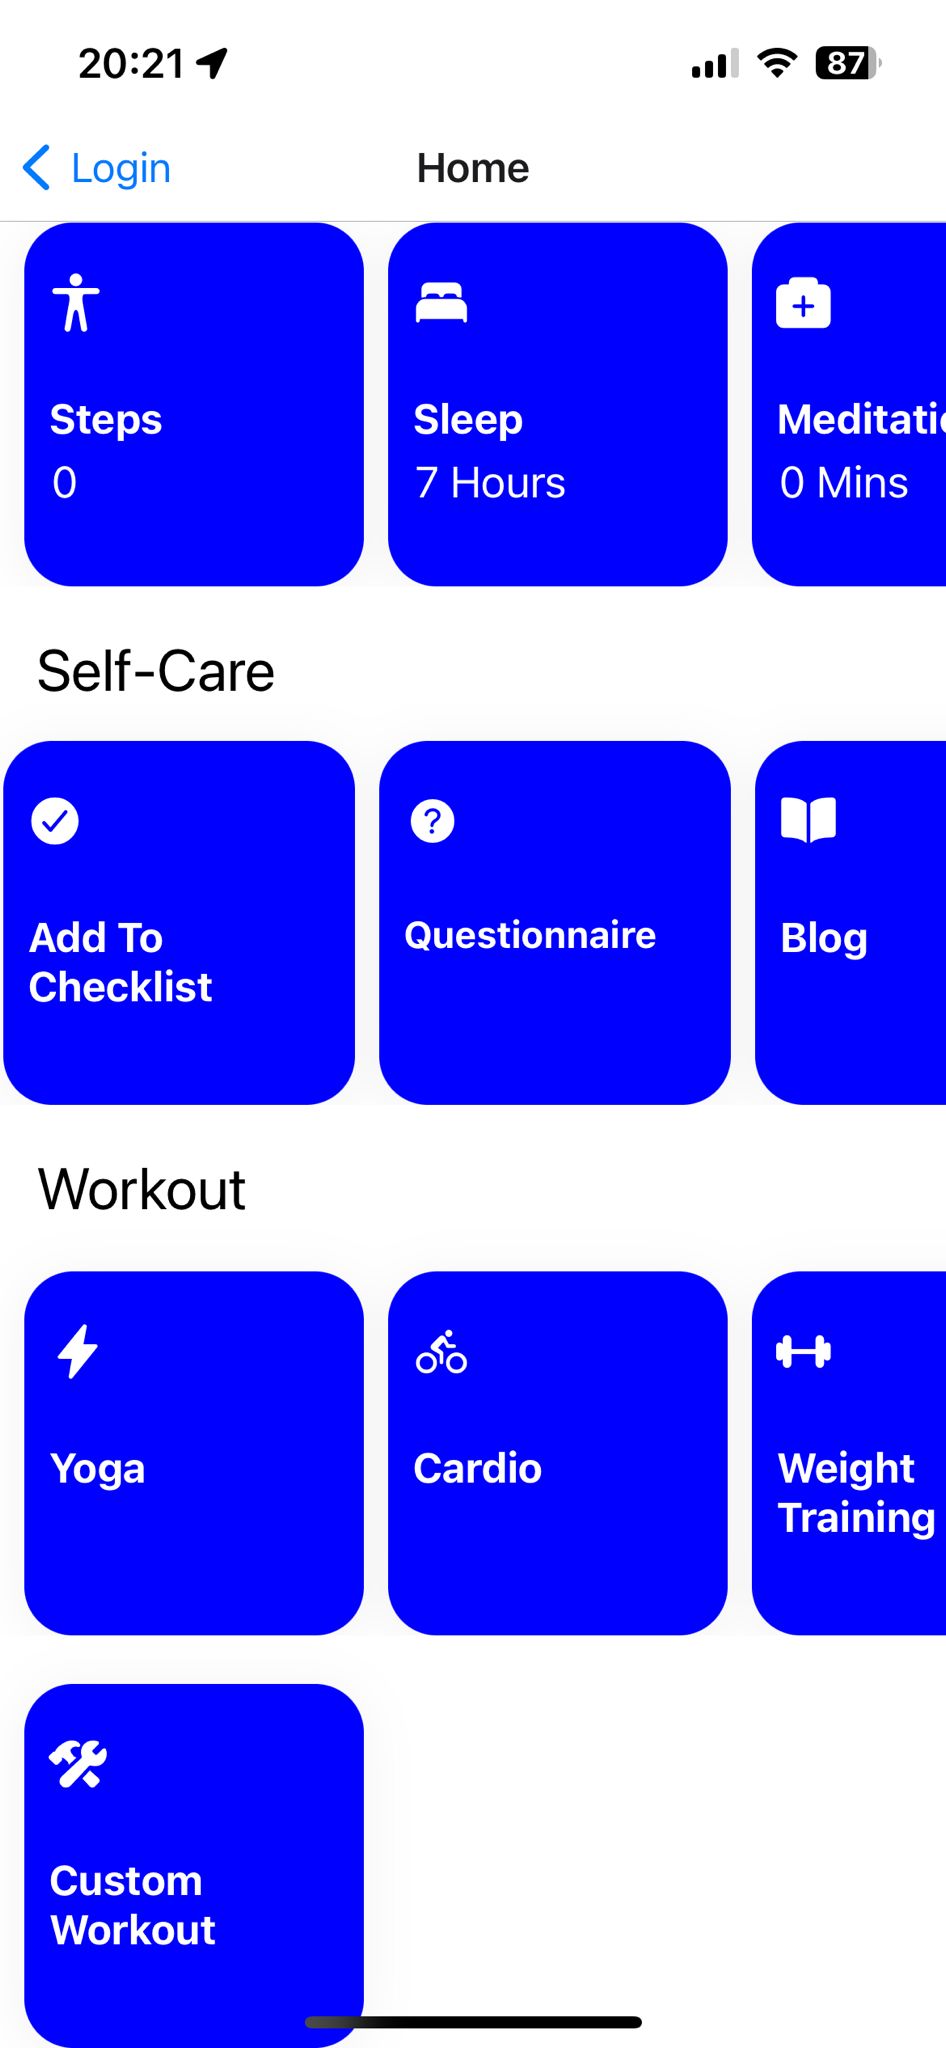 20:21
87
Login
Home
Steps
0
Sleep
7 Hours
Meditatio
0 Mins
Self-Care
Add To
Checklist
Questionnaire
Blog
Workout
Yoga
Cardio
Weight
Training
Custom
Workout